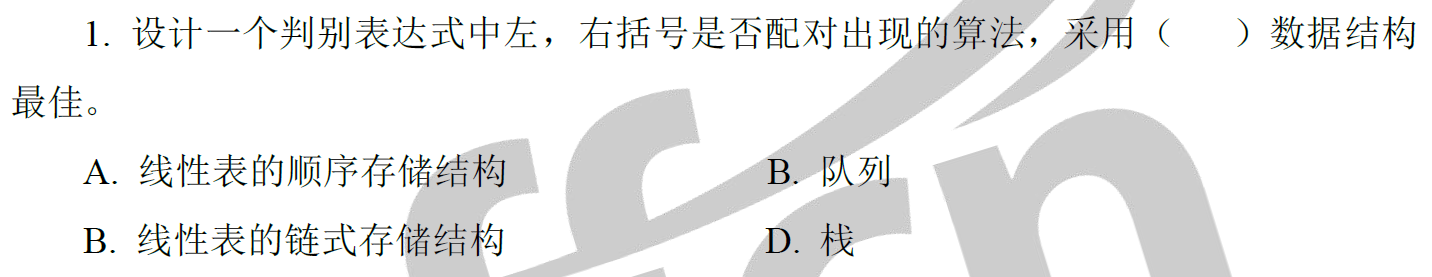 1. 设计一个判别表达式中左，右括号是否配对出现的算法，采用（ ）数据结构
最佳。
A. 线性表的顺序存储结构 B. 队列
B. 线性表的链式存储结构 D. 栈